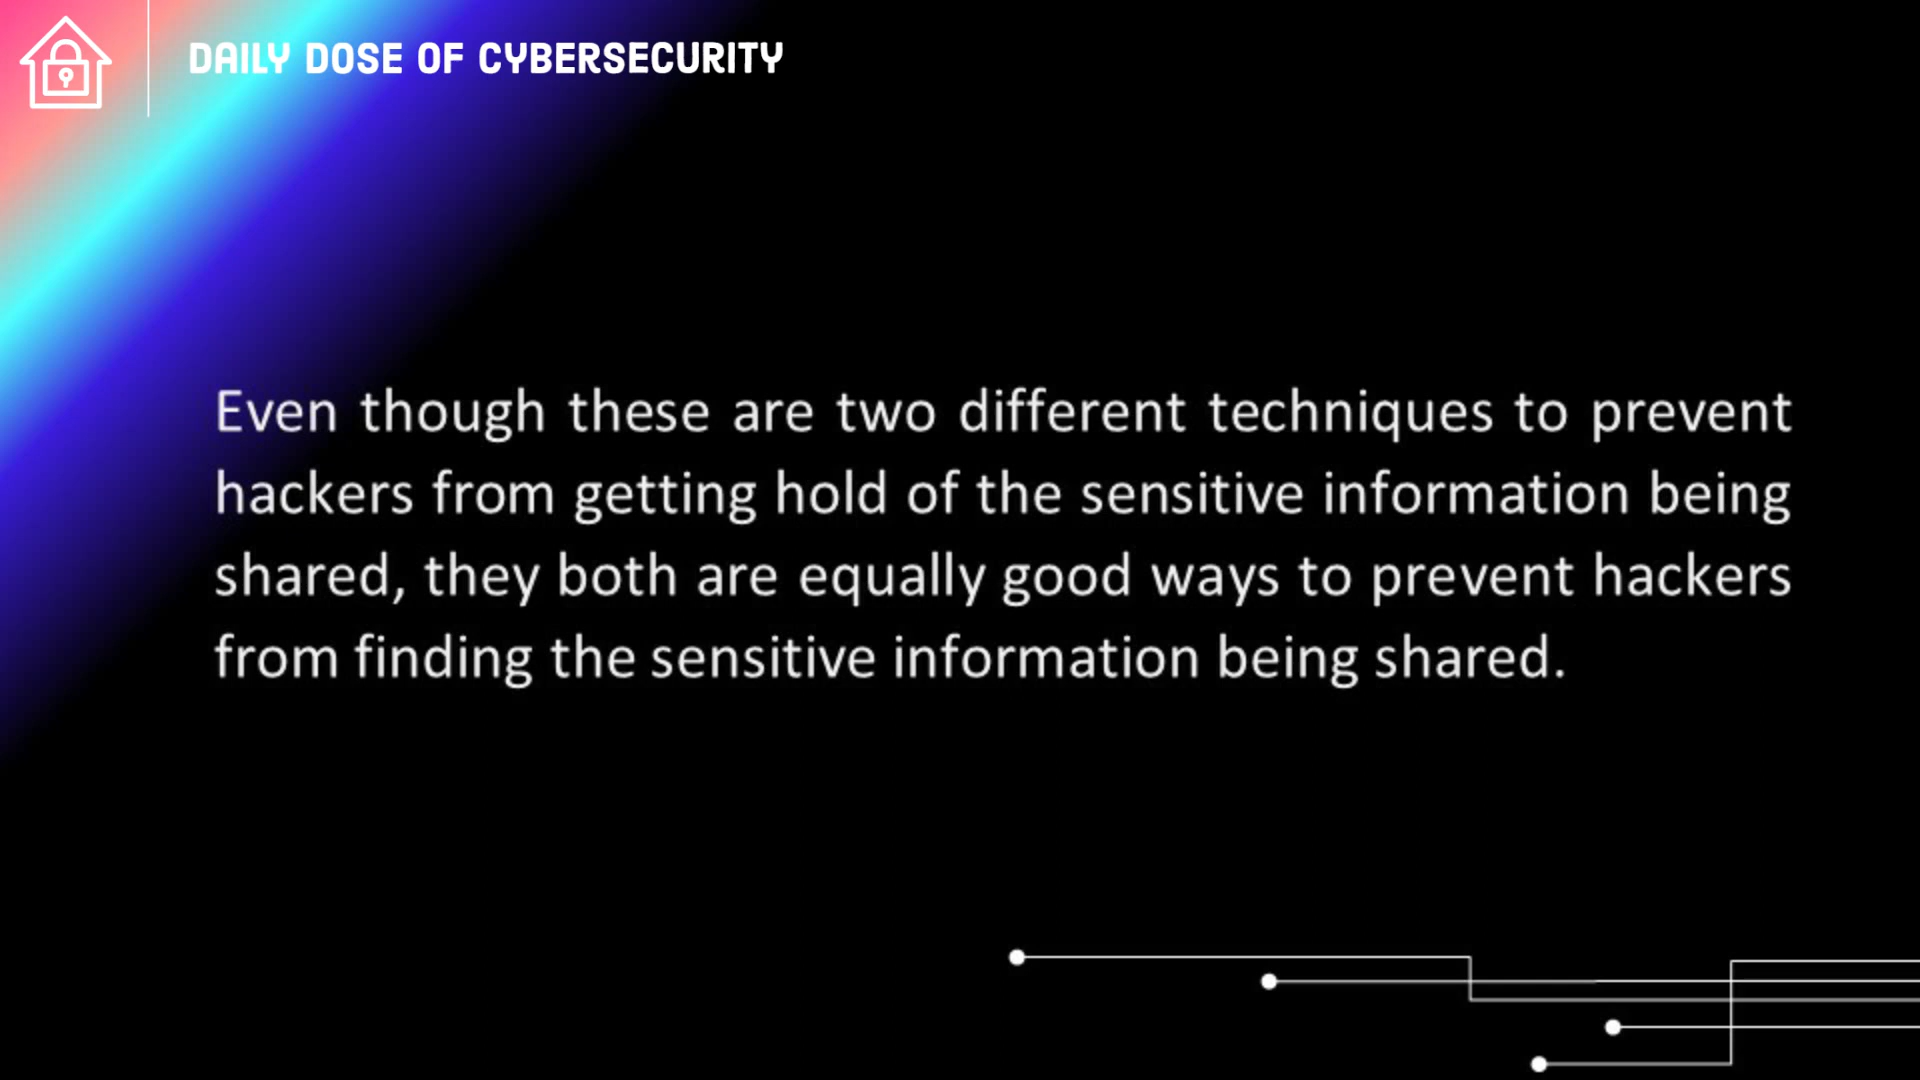 DAILY DOSE OF CYBERSECURITY
Even though these are two different techniques to prevent
hackers from getting hold of the sensitive information being
shared, they both are equally good ways to prevent hackers
from finding the sensitive information being shared.